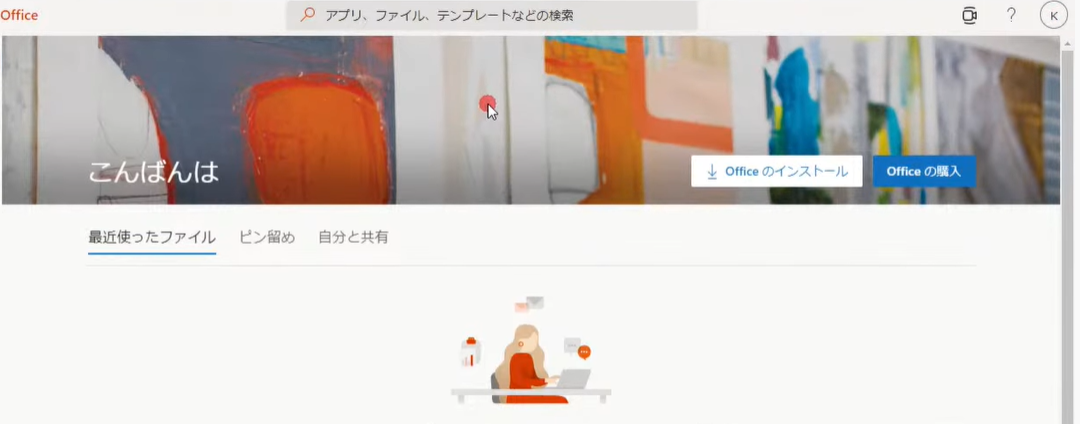 Office
アプリ、ファイル、テンプレートなどの検索
?
K
こんばんは
Office のインストール
Office の購入
最近使ったファイル
ピン留め
自分と共有